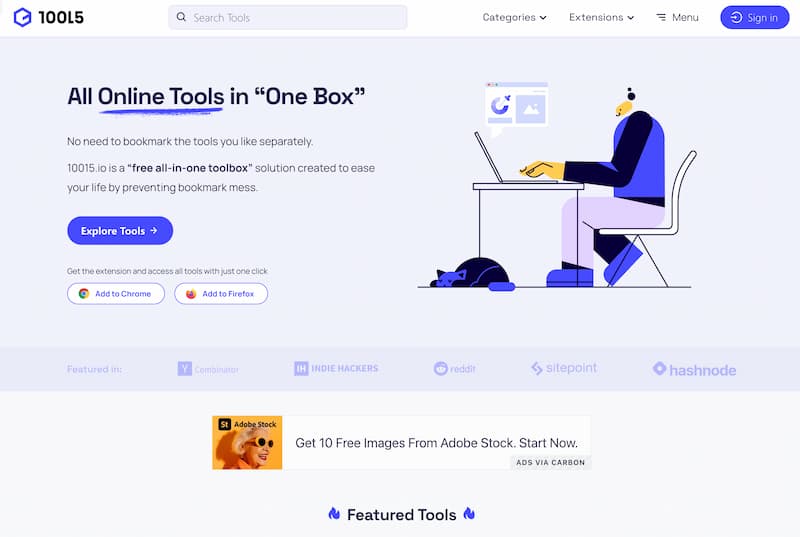 10015
Search Tools
Categories
Extensions
Menu
Sign in
All Online Tools in “One Box”
No need to bookmark the tools you like separately.
10015.io is a “free all-in-one toolbox” solution created to ease
your life by preventing bookmark mess.
Explore Tools →
Get the extension and access all tools with just one click
Add to Chrome
Add to Firefox
Featured in:
Y Combinator
IH INDIE HACKERS
reddit
sitepoint
hashnode
St Adobe Stock
Get 10 Free Images From Adobe Stock. Start Now.
ADS VIA CARBON
Featured Tools